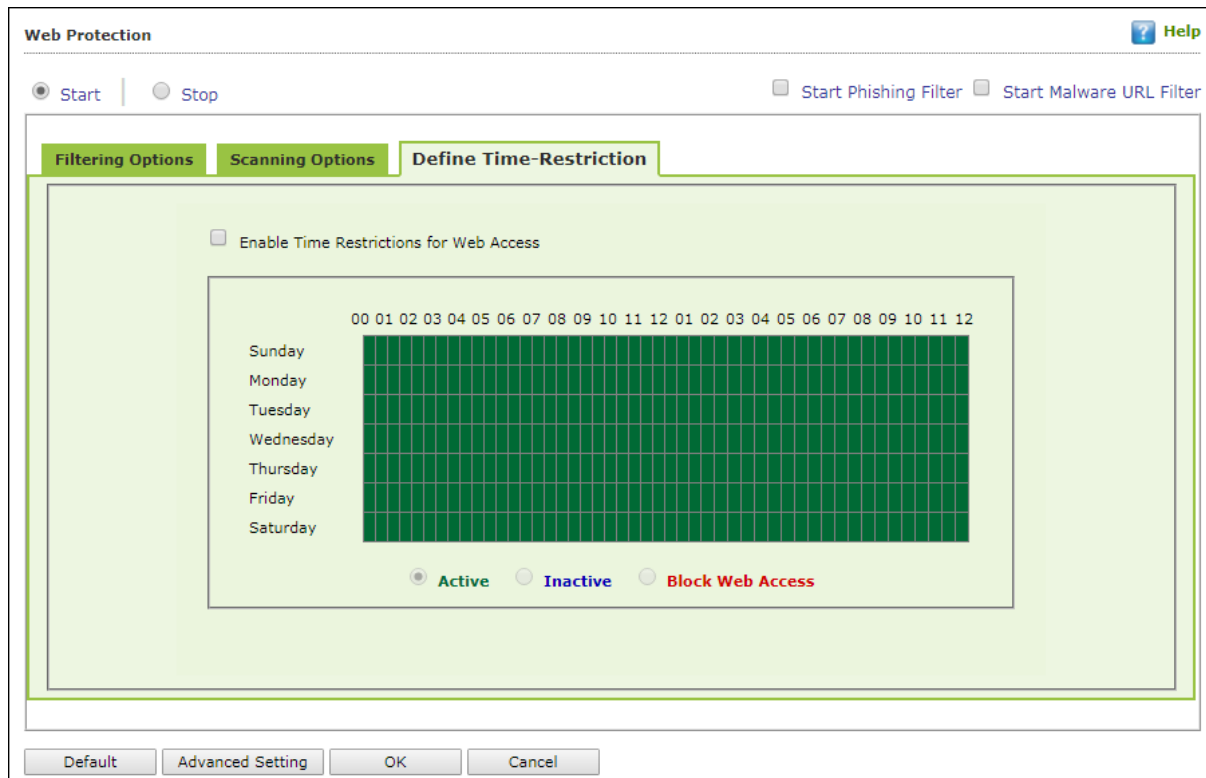 Web Protection
? Help
Start Stop Start Phishing Filter Start Malware URL Filter
Filtering Options Scanning Options Define Time-Restriction
Enable Time Restrictions for Web Access
00 01 02 03 04 05 06 07 08 09 10 11 12 01 02 03 04 05 06 07 08 09 10 11 12
Sunday
Monday
Tuesday
Wednesday
Thursday
Friday
Saturday
Active Inactive Block Web Access
Default Advanced Setting OK Cancel